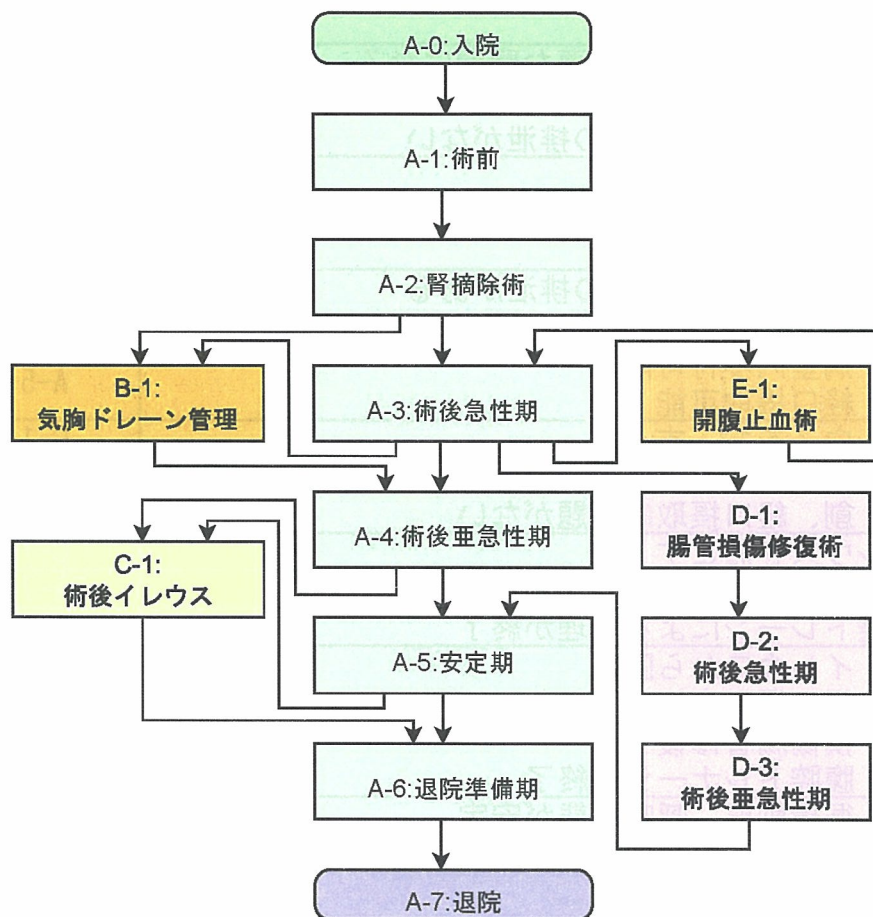 A-0:入院
A-1:術前
A-2:腎摘除術
B-1:
気胸ドレーン管理
A-3:術後急性期
E-1:
開腹止血術
A-4:術後亜急性期
D-1:
腸管損傷修復術
C-1:
術後イレウス
A-5:安定期
D-2:
術後急性期
A-6:退院準備期
D-3:
術後亜急性期
A-7:退院